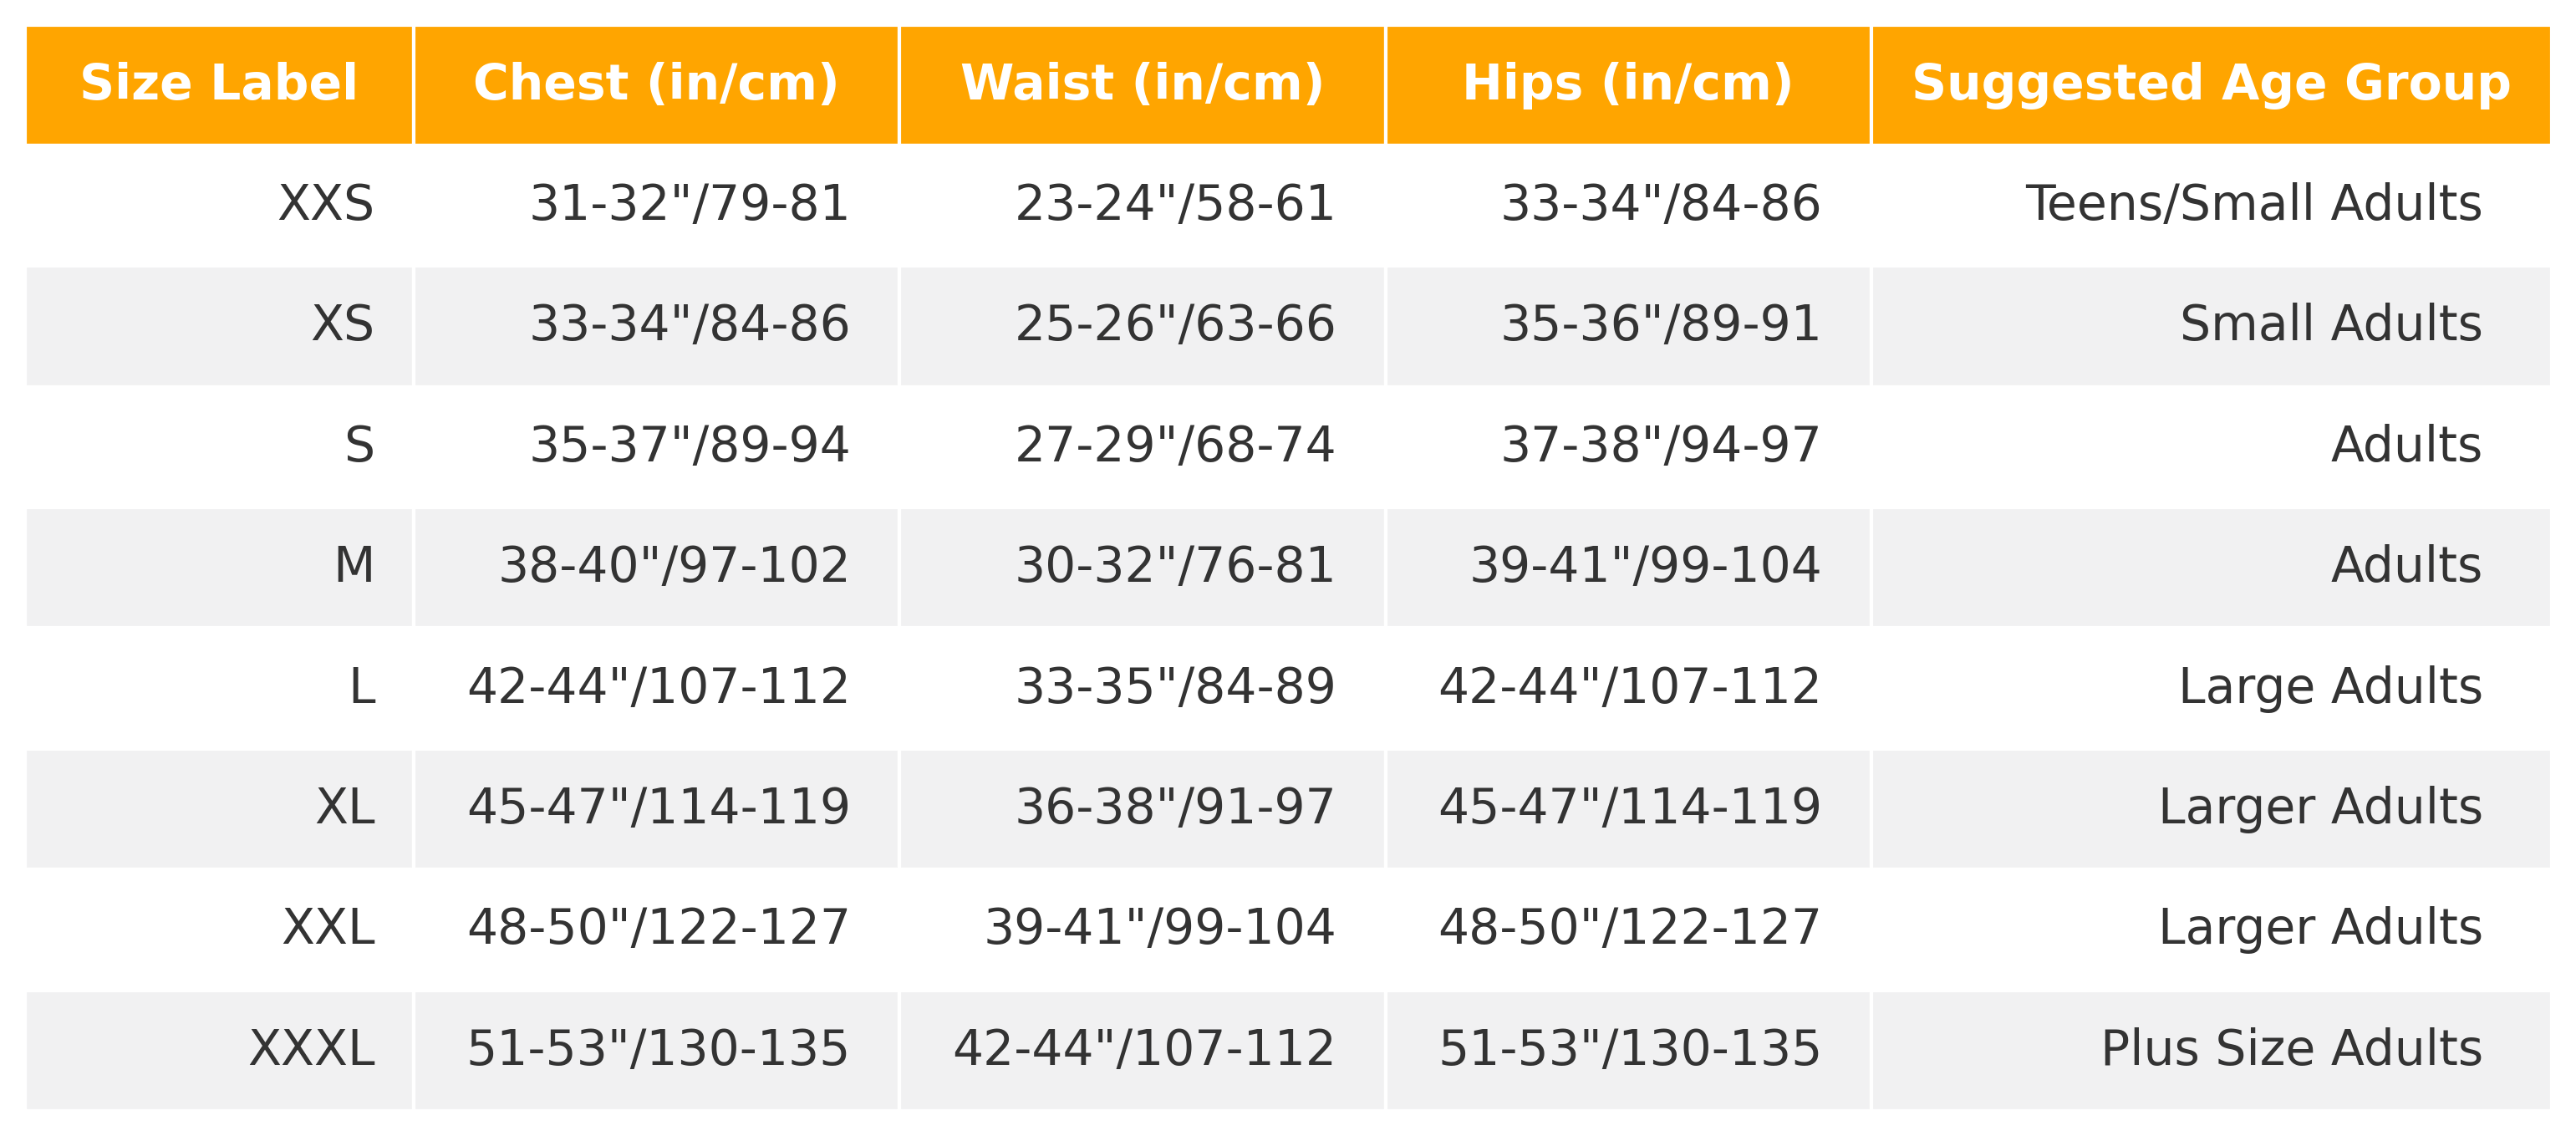 Size Label Chest (in/cm) Waist (in/cm) Hips (in/cm) Suggested Age Group
XXS 31-32"/79-81 23-24"/58-61 33-34"/84-86 Teens/Small Adults
XS 33-34"/84-86 25-26"/63-66 35-36"/89-91 Small Adults
S 35-37"/89-94 27-29"/68-74 37-38"/94-97 Adults
M 38-40"/97-102 30-32"/76-81 39-41"/99-104 Adults
L 42-44"/107-112 33-35"/84-89 42-44"/107-112 Large Adults
XL 45-47"/114-119 36-38"/91-97 45-47"/114-119 Larger Adults
XXL 48-50"/122-127 39-41"/99-104 48-50"/122-127 Larger Adults
XXXL 51-53"/130-135 42-44"/107-112 51-53"/130-135 Plus Size Adults